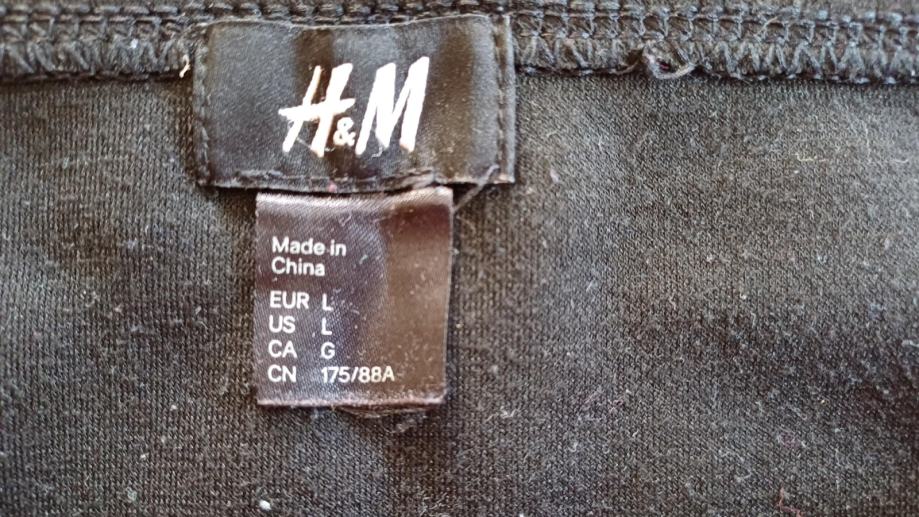 H&M
Made in
China
EUR L
US L
CA G
CN 175/88A